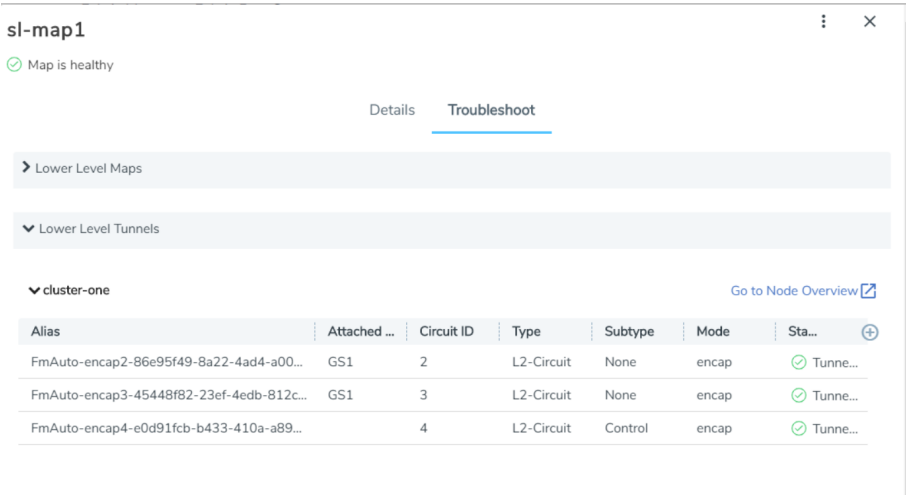 sl-map1
Map is healthy
Details Troubleshoot
Lower Level Maps
Lower Level Tunnels
cluster-one Go to Node Overview
Alias Attached ... Circuit ID Type Subtype Mode Sta...
FmAuto-encap2-86e95f49-8a22-4ad4-a00... GS1 2 L2-Circuit None encap Tunne...
FmAuto-encap3-45448f82-23ef-4edb-812c... GS1 3 L2-Circuit None encap Tunne...
FmAuto-encap4-e0d91fcb-b433-410a-a89... 4 L2-Circuit Control encap Tunne...